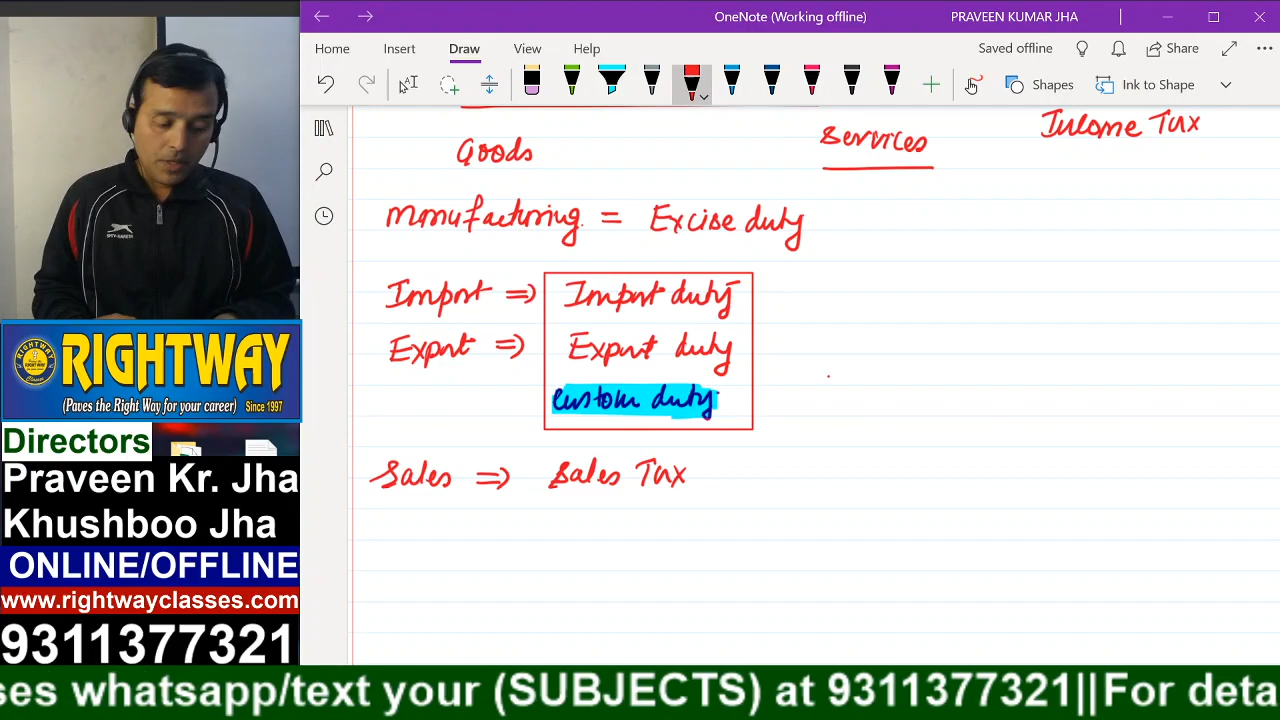 OneNote (Working offline)
PRAVEEN KUMAR JHA
Home Insert Draw View Help
Saved offline
Share
Shapes
Ink to Shape
Goods
Services
Income Tax
manufactoring = Excise duty
Import ⇒ Import duty
Export ⇒ Export duty
custom duty
Sales ⇒ Sales Tax
RIGHTWAY
(Paves the Right Way for your career) Since 1997
Directors
Praveen Kr. Jha
Khushboo Jha
ONLINE/OFFLINE
www.rightwayclasses.com
9311377321
ses whatsapp/text your (SUBJECTS) at 9311377321||For deta